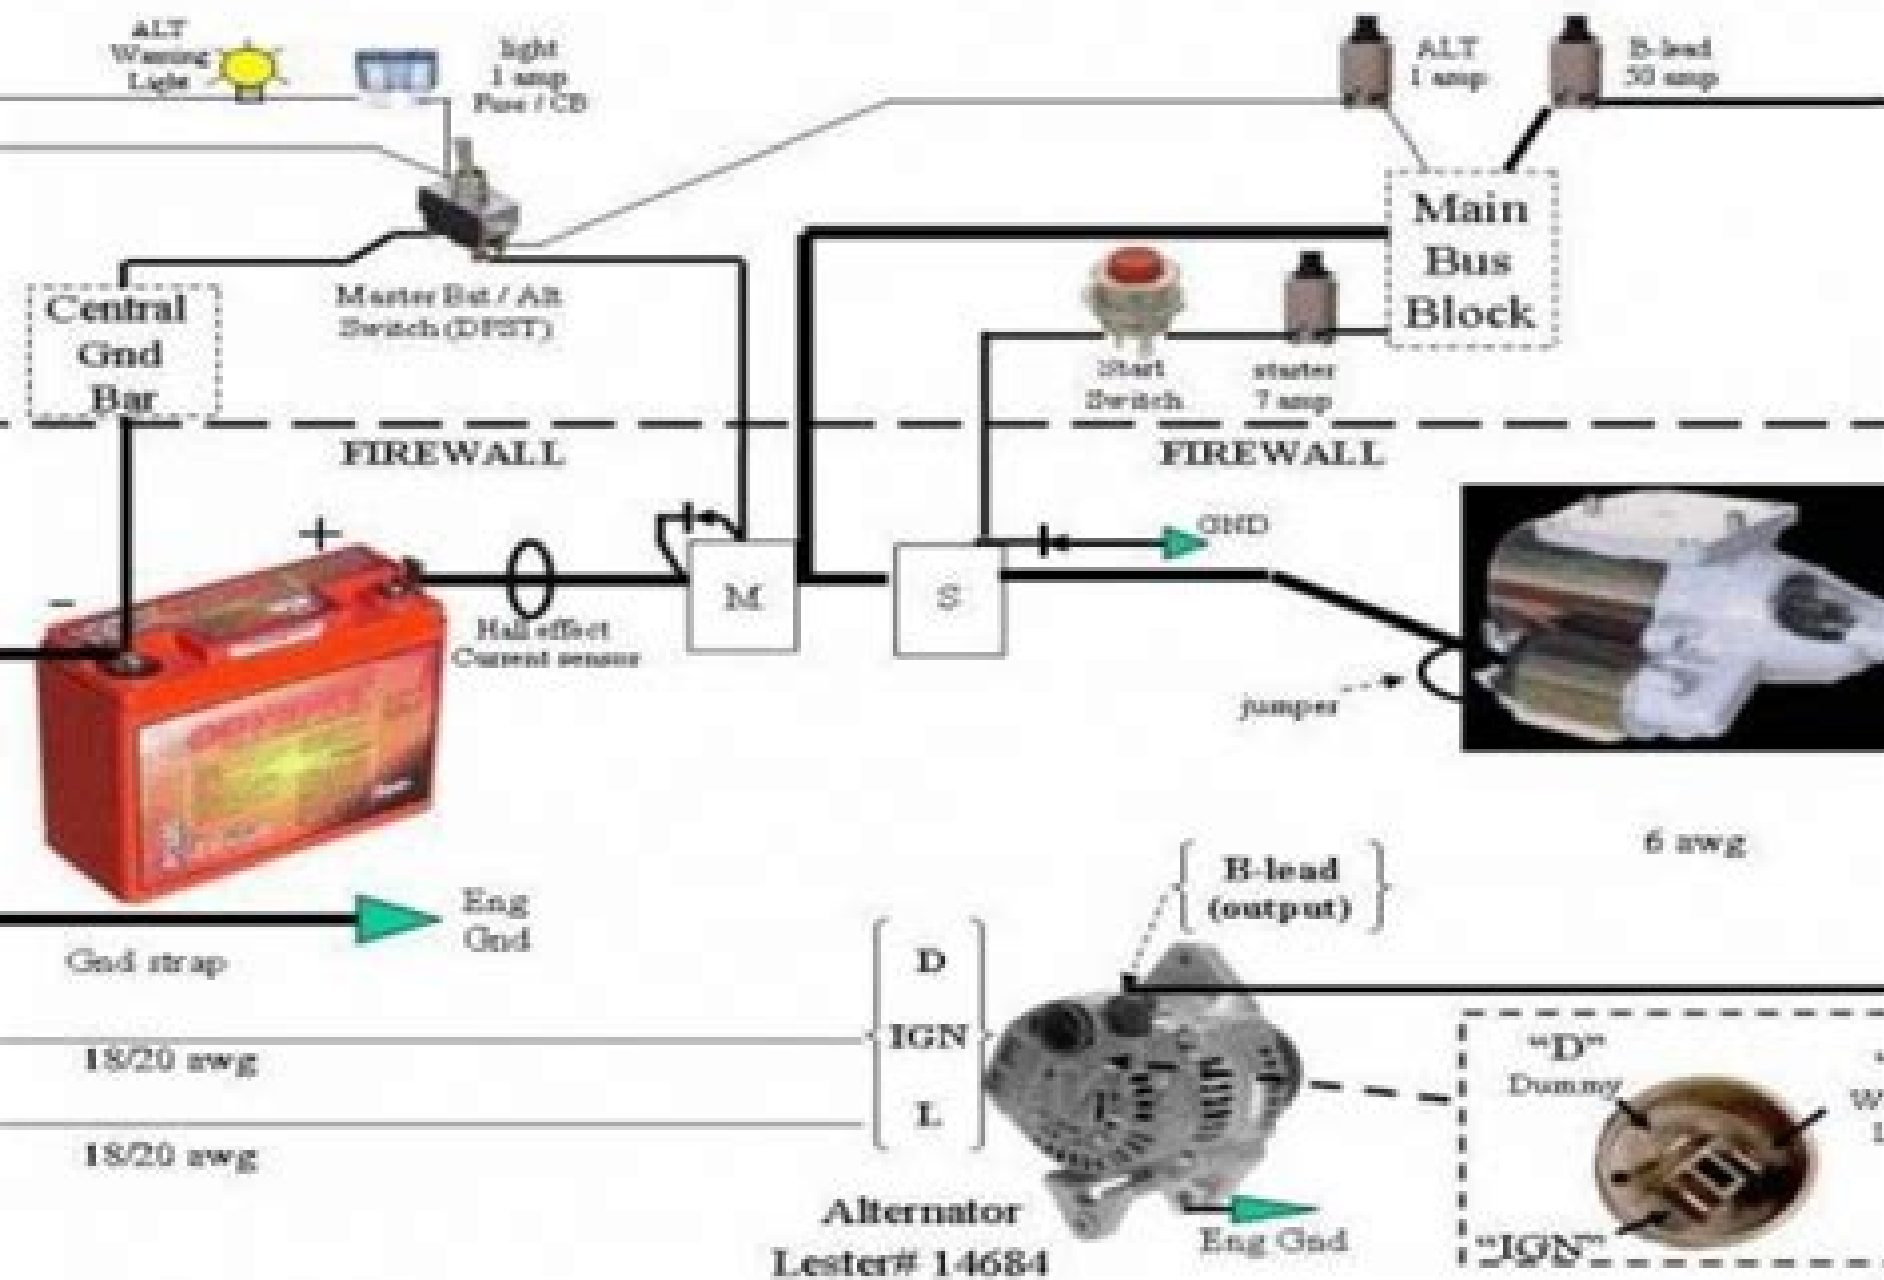 ALT
Warning
Light
light
1 amp
Fuse / CB
ALT
1 amp
B-lead
50 amp
Main
Bus
Block
Central
Gnd
Bar
Master Bat / Alt
Switch (DPST)
Start
Switch
starter
7 amp
FIREWALL
FIREWALL
+
-
Hall effect
Current sensor
M
S
GND
jumper
6 awg
Eng
Gnd
Gnd strap
B-lead
(output)
D
IGN
L
18/20 awg
18/20 awg
Alternator
Lester# 14684
Eng Gnd
"D"
Dummy
"IGN"